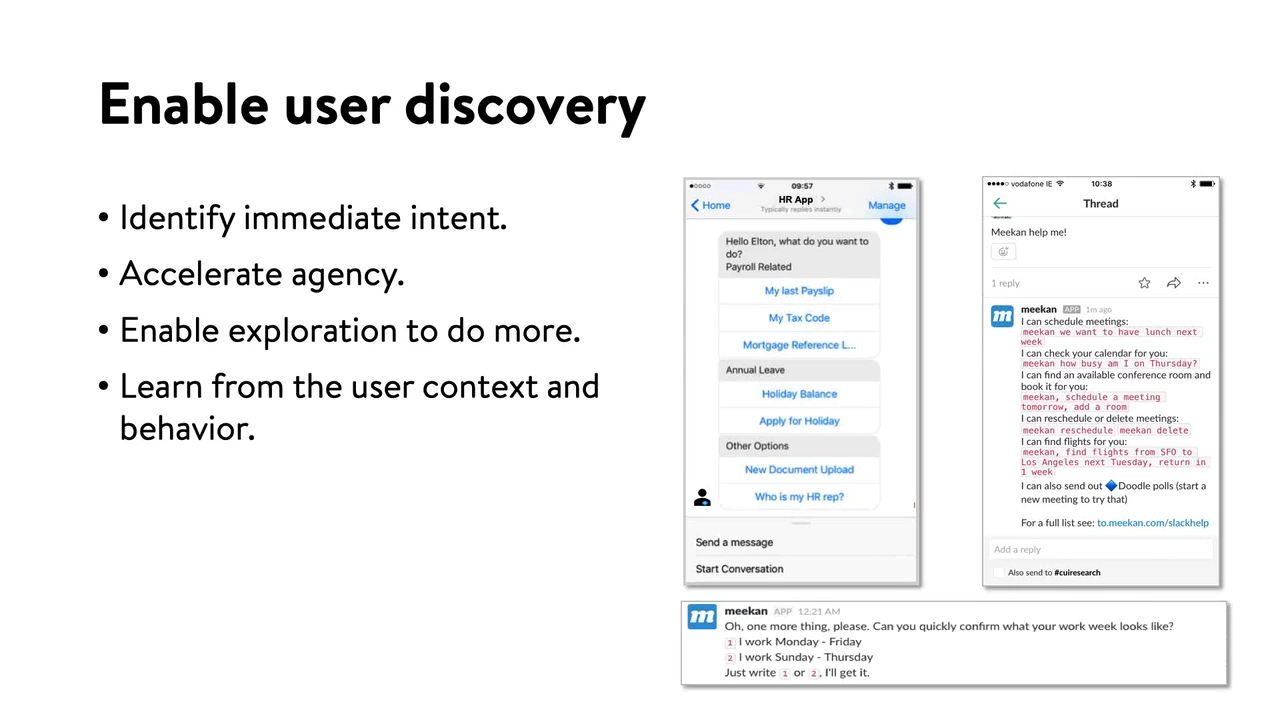 Enable user discovery
• Identify immediate intent.
• Accelerate agency.
• Enable exploration to do more.
• Learn from the user context and
behavior.
09:57
Home
HR App
Typically replies instantly
Manage
Hello Elton, what do you want to
do?
Payroll Related
My last Payslip
My Tax Code
Mortgage Reference L...
Annual Leave
Holiday Balance
Apply for Holiday
Other Options
New Document Upload
Who is my HR rep?
Send a message
Start Conversation
vodafone IE
10:38
Thread
Meekan help me!
1 reply
m
meekan APP 1m ago
I can schedule meetings:
meekan we want to have lunch next
week
I can check your calendar for you:
meekan how busy am I on Thursday?
I can find an available conference room and
book it for you:
meekan, schedule a meeting
tomorrow, add a room
I can reschedule or delete meetings:
meekan reschedule meekan delete
I can find flights for you:
meekan, find flights from SFO to
Los Angeles next Tuesday, return in
1 week
I can also send out Doodle polls (start a
new meeting to try that)
For a full list see: to.meekan.com/slackhelp
Add a reply
Also send to #cuiresearch
m
meekan APP 12:21 AM
Oh, one more thing, please. Can you quickly confirm what your work week looks like?
1 I work Monday - Friday
2 I work Sunday - Thursday
Just write 1 or 2, I'll get it.